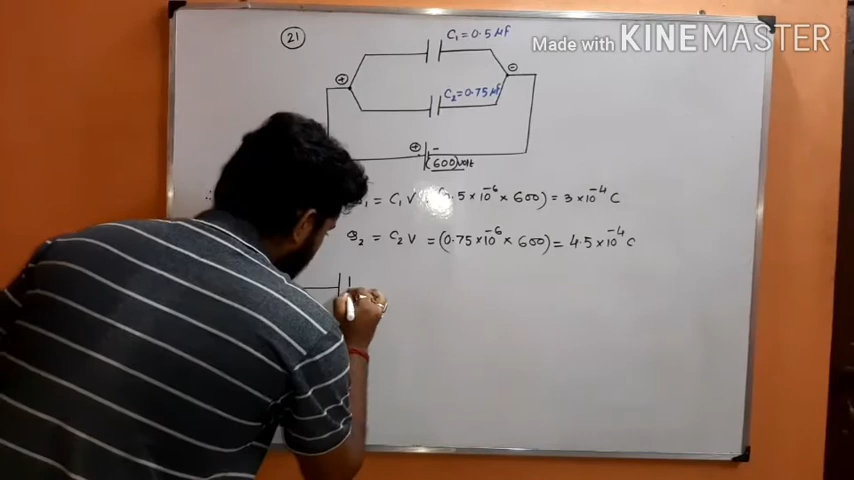 21
C₁ = 0.5 μf
Made with KINEMASTER
+ -
C₂ = 0.75 μf
+ -
600 volt
= C₁ V .5 × 10⁻⁶ × 600) = 3 × 10⁻⁴ C
Q₂ = C₂ V = (0.75 × 10⁻⁶ × 600) = 4.5 × 10⁻⁴ C